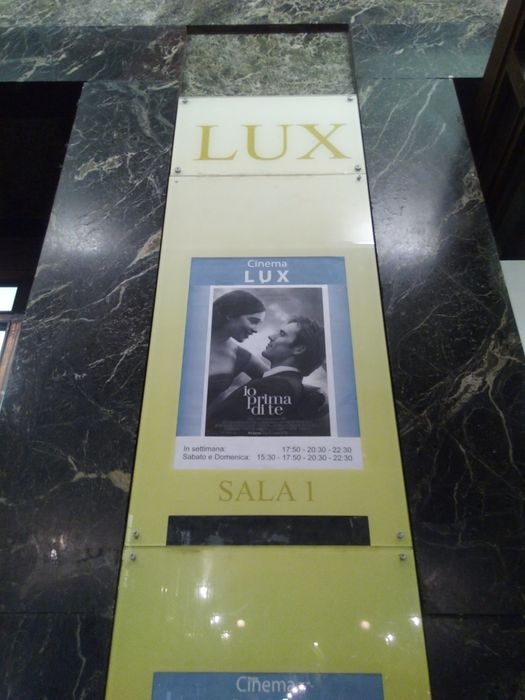 LUX
Cinema
LUX
io
prima
di te
In settimana: 17:50 - 20:30 - 22:30
Sabato e Domenica: 15:30 - 17:50 - 20:30 - 22:30
SALA 1
Cinema